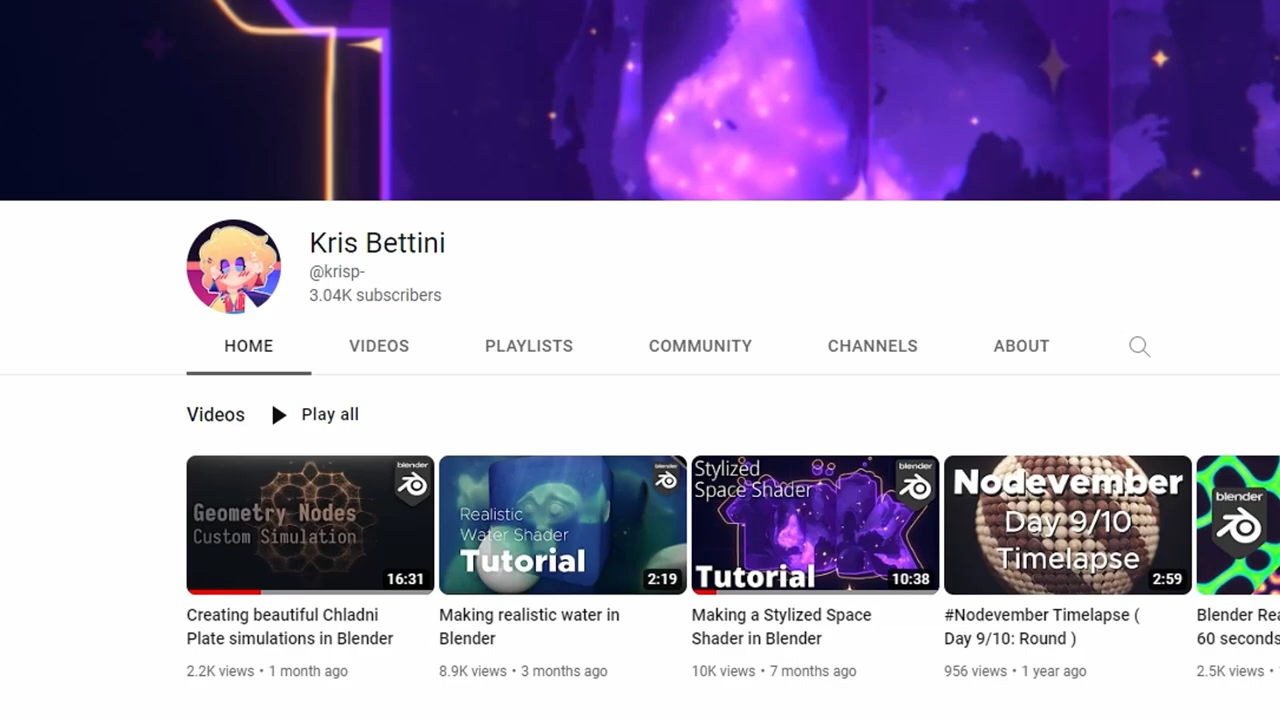 Kris Bettini
@krisp-
3.04K subscribers
HOME VIDEOS PLAYLISTS COMMUNITY CHANNELS ABOUT
Videos Play all
blender
Geometry Nodes
Custom Simulation
16:31
blender
Realistic
Water Shader
Tutorial
2:19
Stylized
Space Shader
blender
Tutorial
10:38
Nodevember
Day 9/10
Timelapse
2:59
blender
Creating beautiful Chladni
Plate simulations in Blender
2.2K views • 1 month ago
Making realistic water in
Blender
8.9K views • 3 months ago
Making a Stylized Space
Shader in Blender
10K views • 7 months ago
#Nodevember Timelapse (
Day 9/10: Round )
956 views • 1 year ago
Blender Rea
60 seconds
2.5K views •